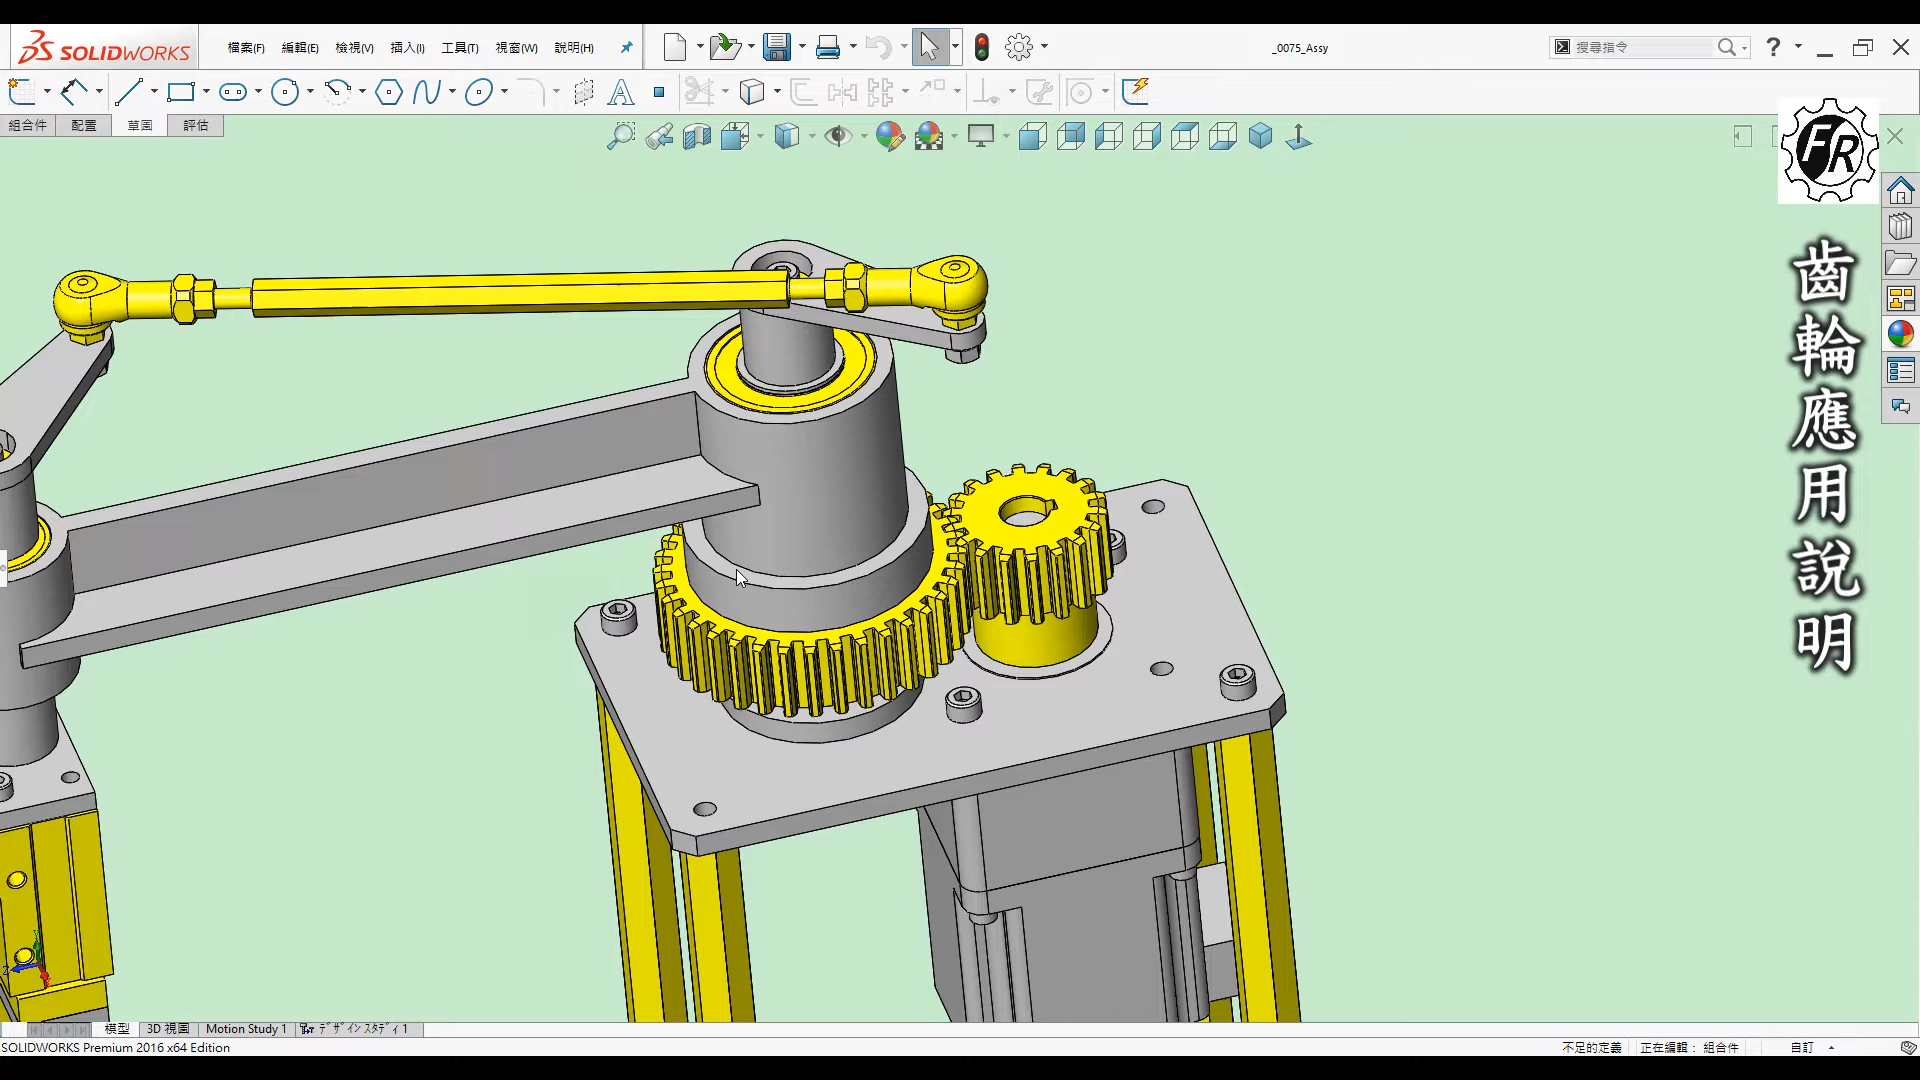 SOLIDWORKS
檔案(F) 編輯(E) 檢視(V) 插入(I) 工具(T) 視窗(W) 說明(H)
_0075_Assy
搜尋指令
組合件 配置 草圖 評估
FR
齒輪應用說明
模型 3D 視圖 Motion Study 1 ﾃﾞｻﾞｲﾝ ｽﾀﾃﾞｨ 1
SOLIDWORKS Premium 2016 x64 Edition
不足的定義 正在編輯： 組合件 自訂